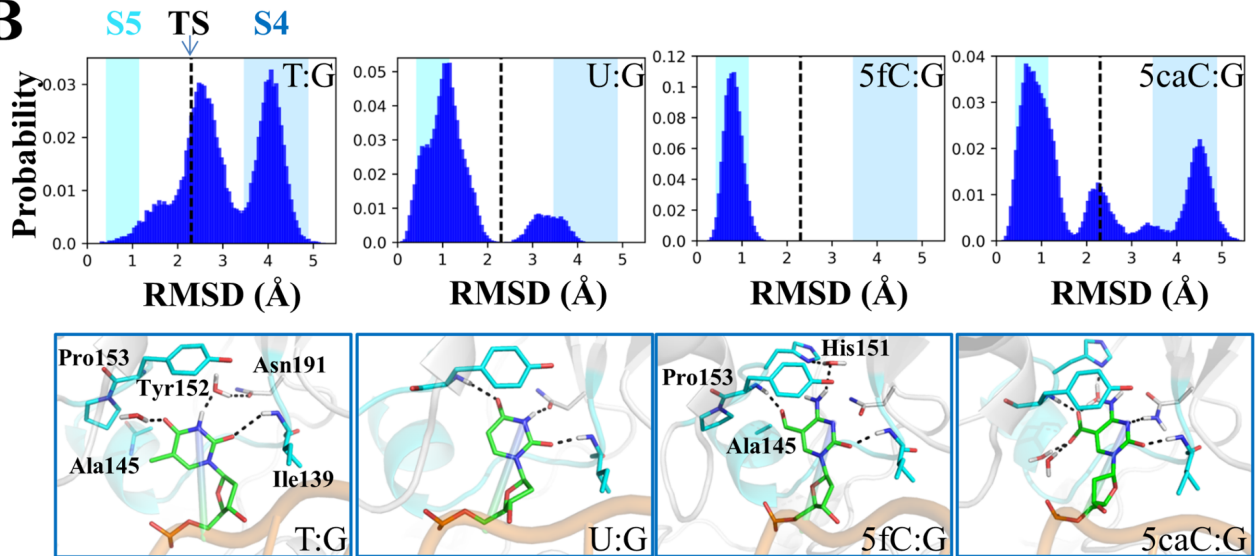 B
S5 TS S4
T:G U:G 5fC:G 5caC:G
Probability
0.03 0.02 0.01 0.0
0.05 0.04 0.03 0.02 0.01 0.0
0.12 0.10 0.08 0.06 0.04 0.02 0.0
0.04 0.03 0.02 0.01 0.0
0 1 2 3 4 5
0 1 2 3 4 5
0 1 2 3 4 5
0 1 2 3 4 5
RMSD (Å) RMSD (Å) RMSD (Å) RMSD (Å)
Pro153
Tyr152
Asn191
Ala145
Ile139
T:G
U:G
His151
Pro153
Ala145
5fC:G
5caC:G